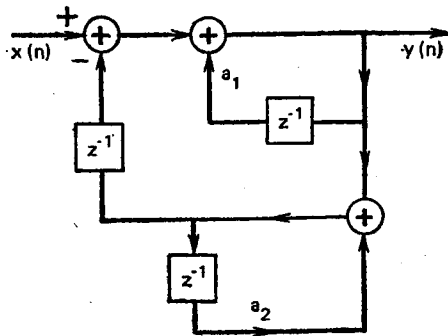 +
+
+
x(n)
y(n)
−
a₁
z⁻¹
z⁻¹
+
z⁻¹
a₂